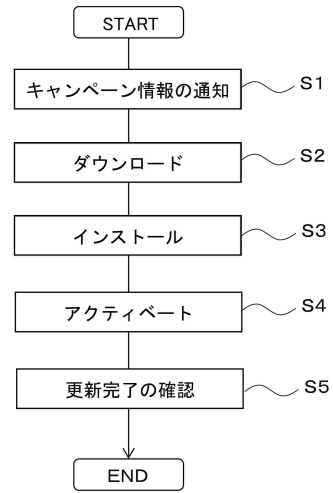 START
キャンペーン情報の通知
S1
ダウンロード
S2
インストール
S3
アクティベート
S4
更新完了の確認
S5
END